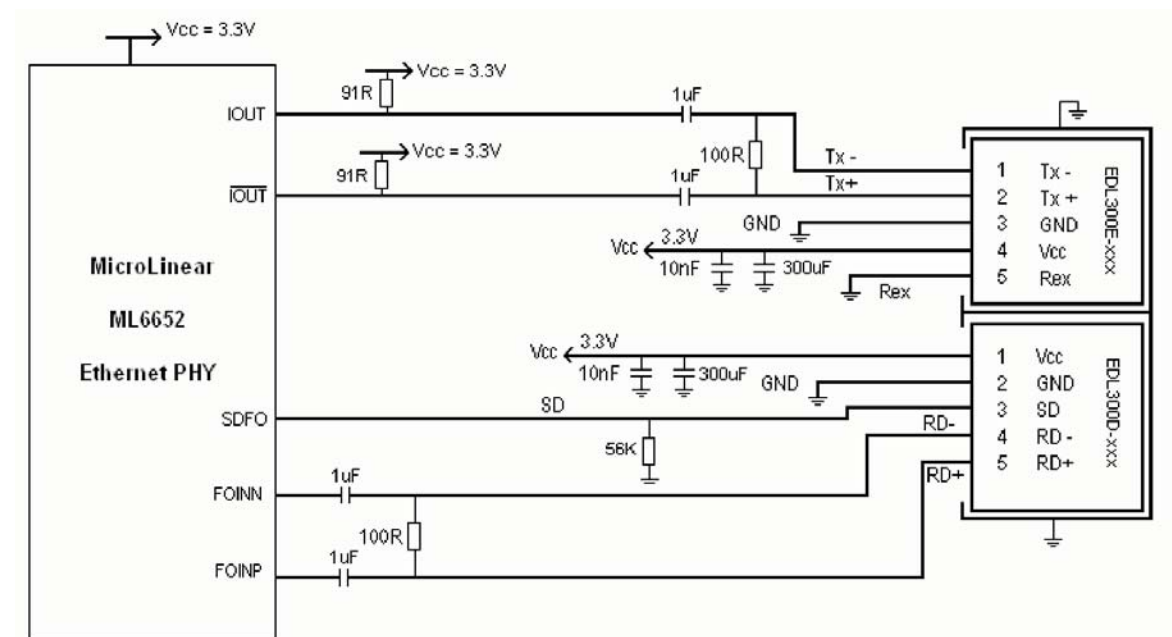 Vcc = 3.3V
Vcc = 3.3V
91R
IOUT
1uF
Vcc = 3.3V
91R
100R
1uF
Tx -
Tx+
IOUT
GND
Vcc
3.3V
10nF
300uF
Rex
1 Tx -
2 Tx +
3 GND
4 Vcc
5 Rex
EDL300E-xxx
MicroLinear
ML6652
Ethernet PHY
Vcc
3.3V
10nF
300uF
GND
SDFO
SD
56K
RD-
RD+
1 Vcc
2 GND
3 SD
4 RD -
5 RD+
EDL300D-xxx
FOINN
1uF
100R
FOINP
1uF